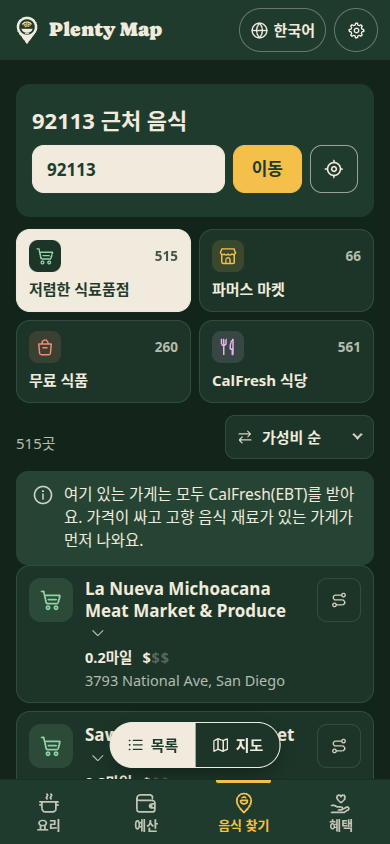 Plenty Map
한국어
92113 근처 음식
92113
이동
515
저렴한 식료품점
66
파머스 마켓
260
무료 식품
561
CalFresh 식당
515곳
가성비 순
여기 있는 가게는 모두 CalFresh(EBT)를 받아
요. 가격이 싸고 고향 음식 재료가 있는 가게가
먼저 나와요.
La Nueva Michoacana
Meat Market & Produce
0.2마일 $$$
3793 National Ave, San Diego
목록
지도
요리
예산
음식 찾기
혜택